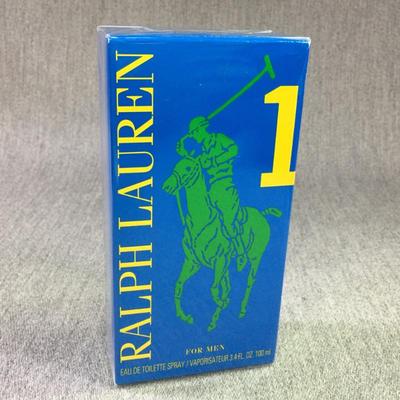 RALPH LAUREN
1
FOR MEN
EAU DE TOILETTE SPRAY / VAPORISATEUR 3.4 FL. OZ. 100 ml